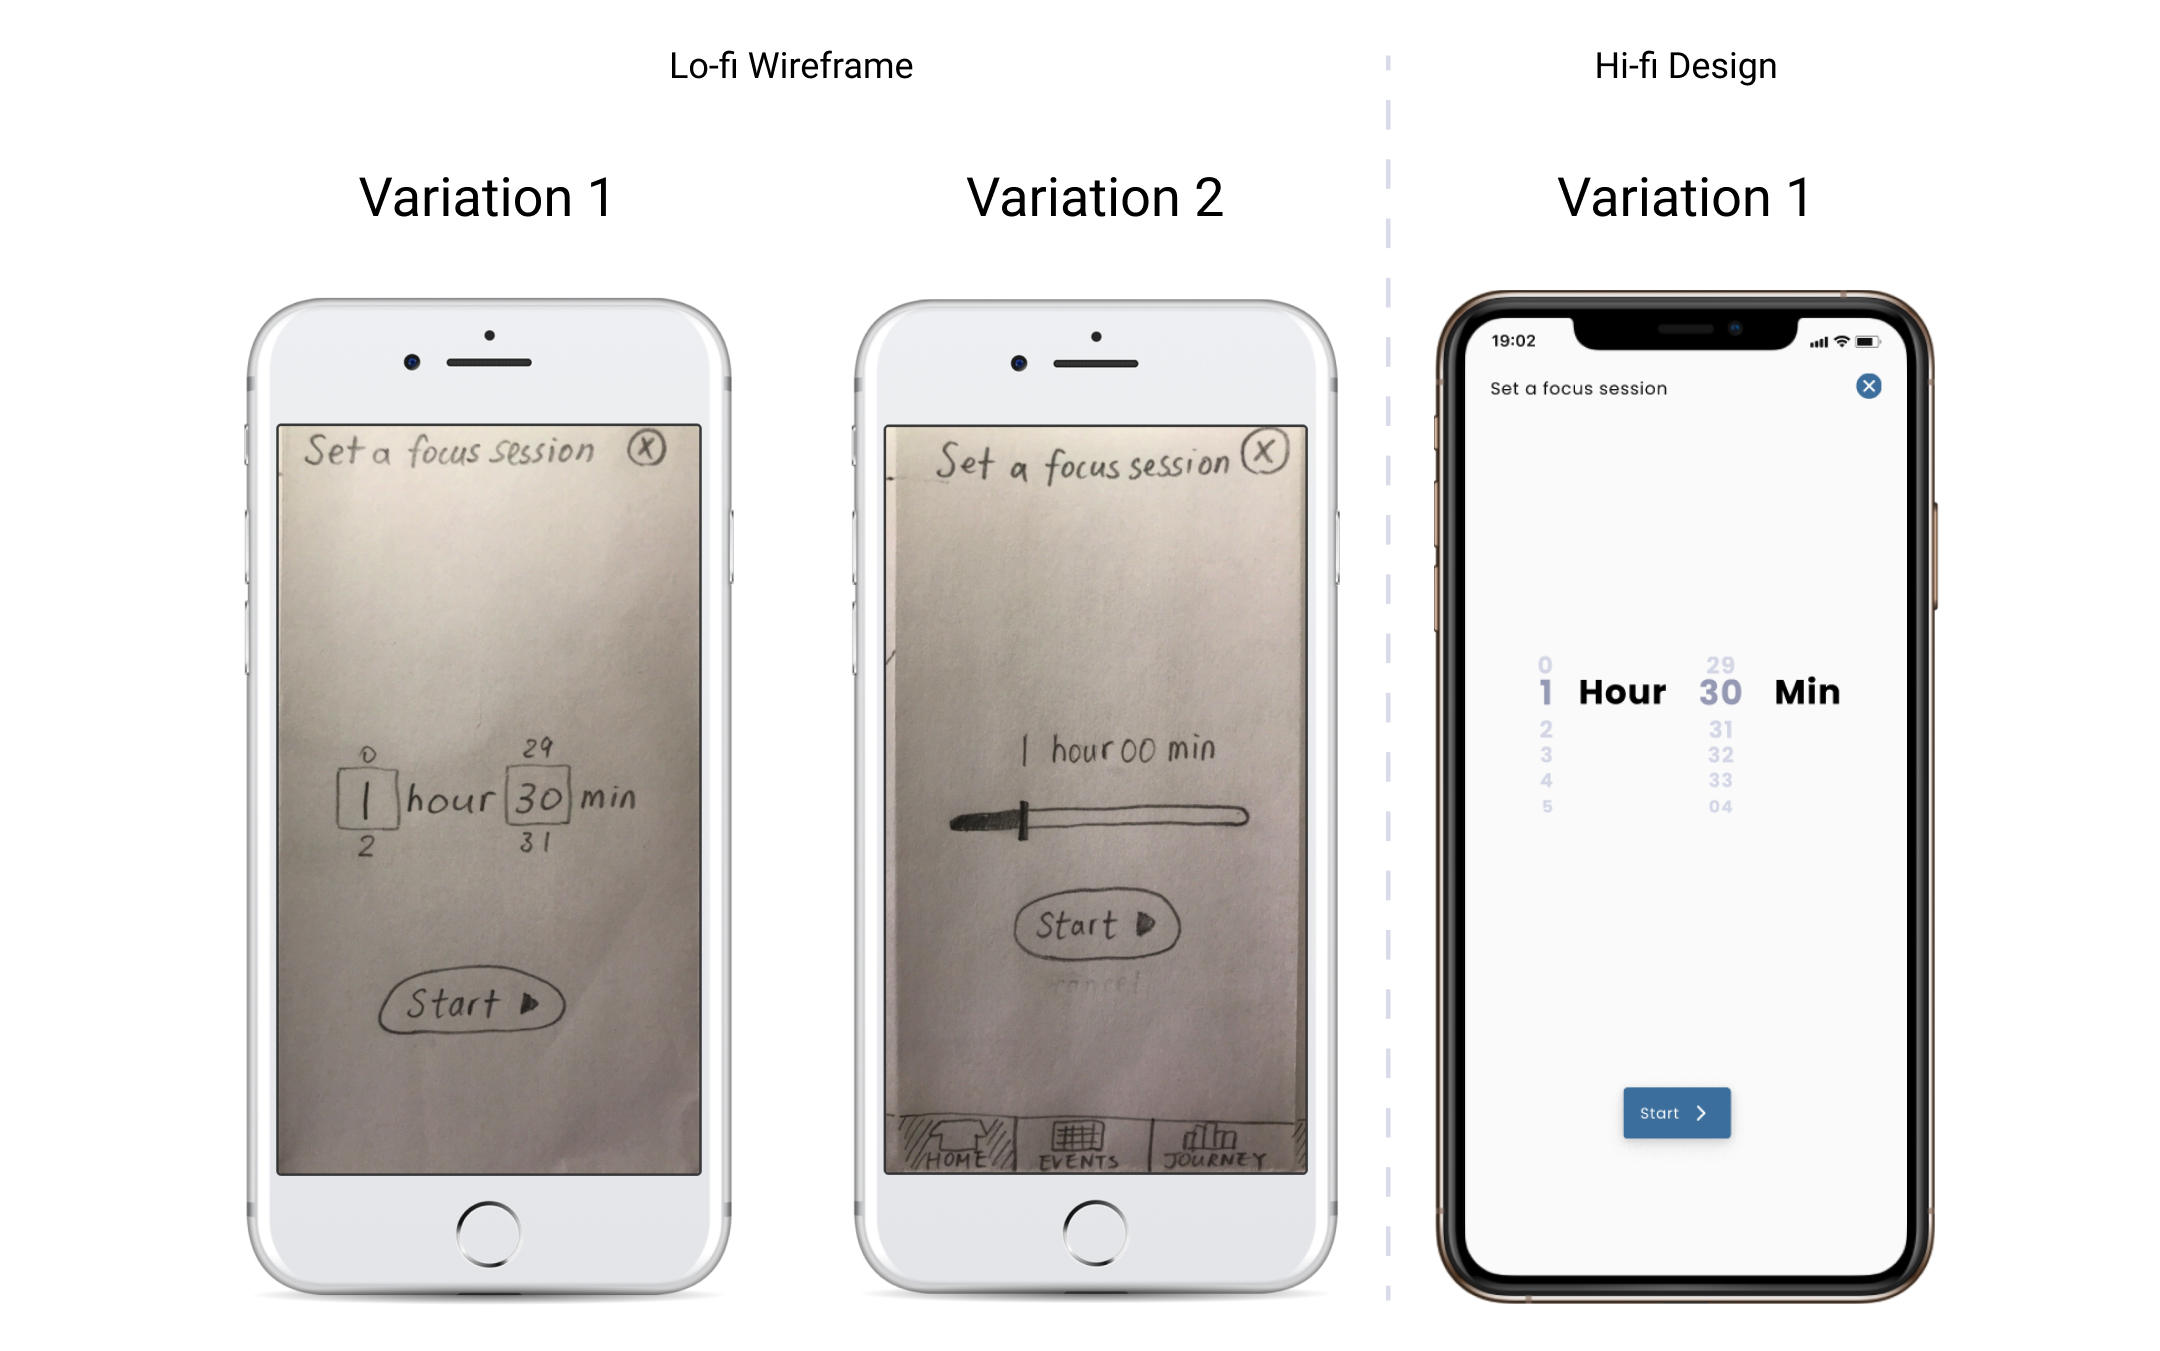 Lo-fi Wireframe
Hi-fi Design
Variation 1
Variation 2
Variation 1
Set a focus session X
0 29
1 hour 30 min
2 31
Start
Set a focus session X
1 hour 00 min
Start
cancel
HOME EVENTS JOURNEY
19:02
Set a focus session
0 29
1 Hour 30 Min
2 31
3 32
4 33
5 04
Start